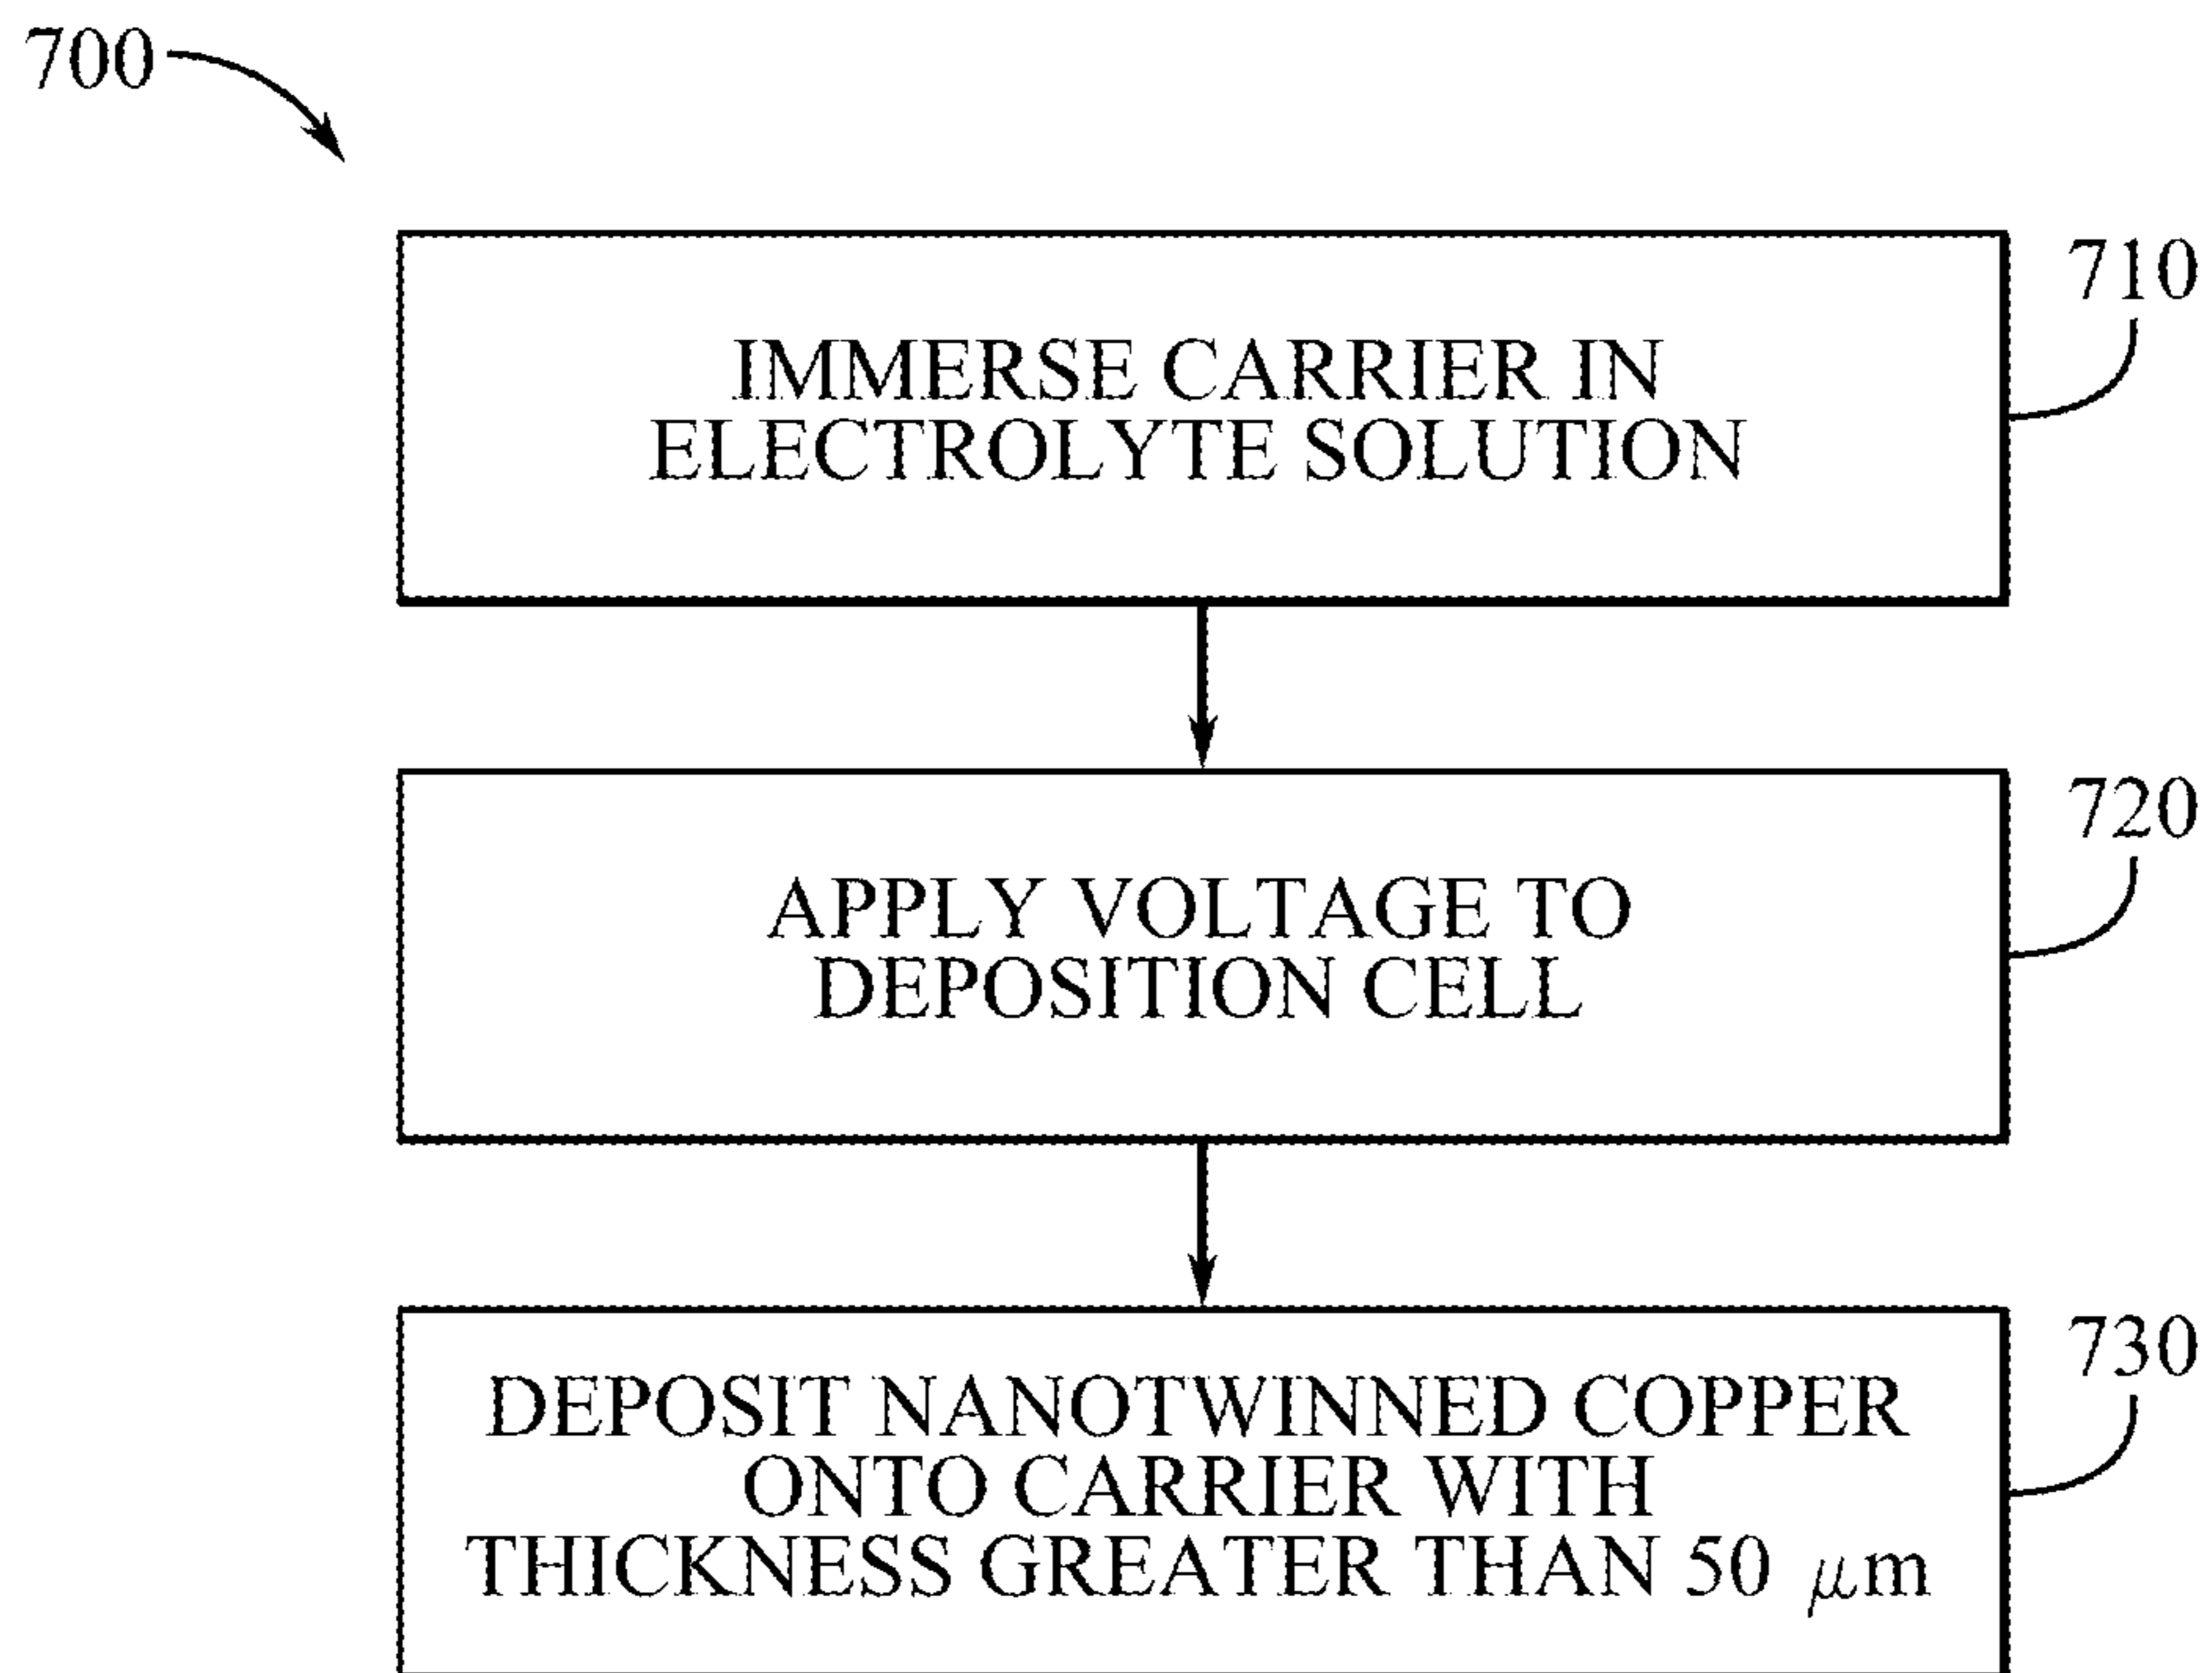 700
710
IMMERSE CARRIER IN
ELECTROLYTE SOLUTION
720
APPLY VOLTAGE TO
DEPOSITION CELL
730
DEPOSIT NANOTWINNED COPPER
ONTO CARRIER WITH
THICKNESS GREATER THAN 50 μm